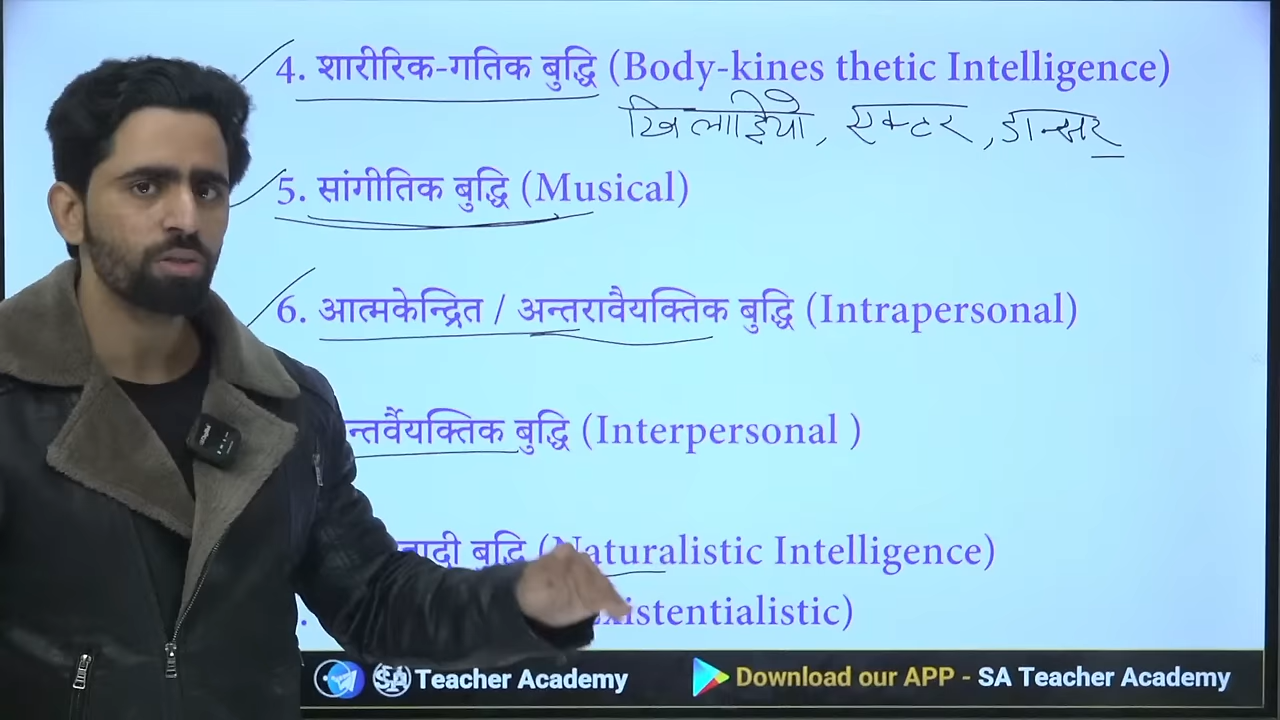 4. शारीरिक-गतिक बुद्धि (Body-kines thetic Intelligence)
खिलाड़ियो, एक्टर, डान्सर
5. सांगीतिक बुद्धि (Musical)
6. आत्मकेन्द्रित / अन्तरावैयक्तिक बुद्धि (Intrapersonal)
न्तर्वैयक्तिक बुद्धि (Interpersonal )
बुद्धि (Naturalistic Intelligence)
xistentialistic)
SA Teacher Academy
Download our APP - SA Teacher Academy